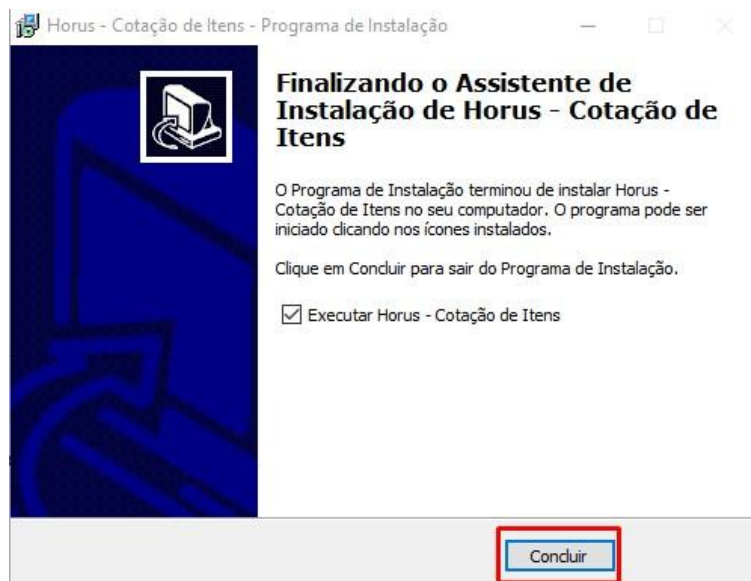 Horus - Cotação de Itens - Programa de Instalação
Finalizando o Assistente de
Instalação de Horus - Cotação de
Itens
O Programa de Instalação terminou de instalar Horus -
Cotação de Itens no seu computador. O programa pode ser
iniciado clicando nos ícones instalados.
Clique em Concluir para sair do Programa de Instalação.
Executar Horus - Cotação de Itens
Concluir